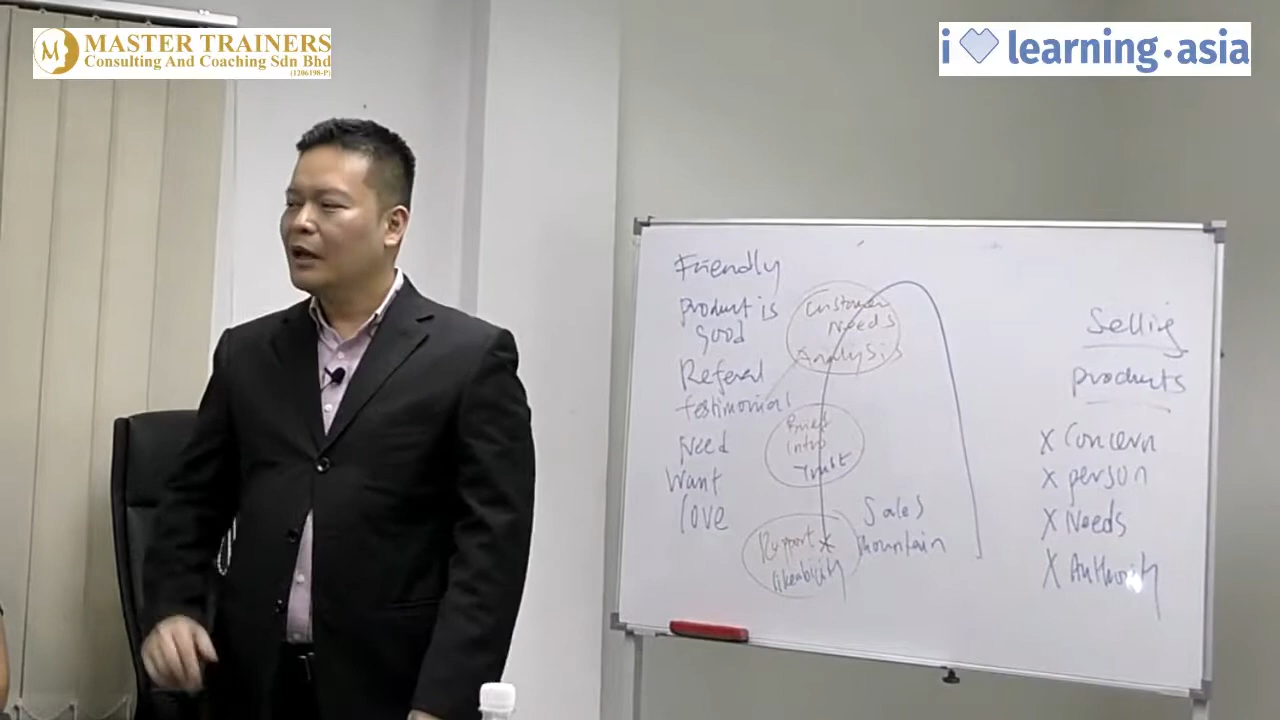 MASTER TRAINERS
Consulting And Coaching Sdn Bhd
(1206198-P)
i learning.asia
Friendly
product is
good
Referal
testimonial
Need
Want
love
Customer
Needs
Analysis
Brief
Intro
Trust
Rapport
likeability
Sales
Mountain
Selling
products
x Concern
x person
x Needs
x Authority